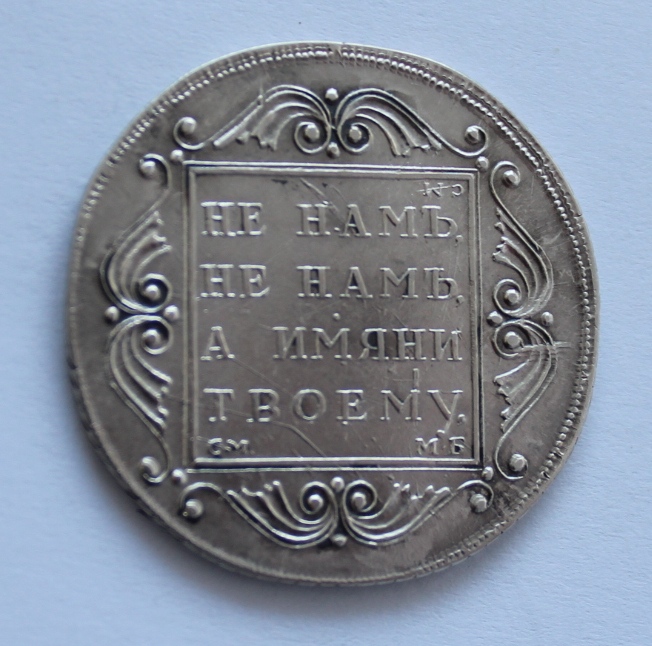 НЕ НАМЪ,
НЕ НАМЪ,
А ИМЯНИ
ТВОЕМУ,
СМ. МБ